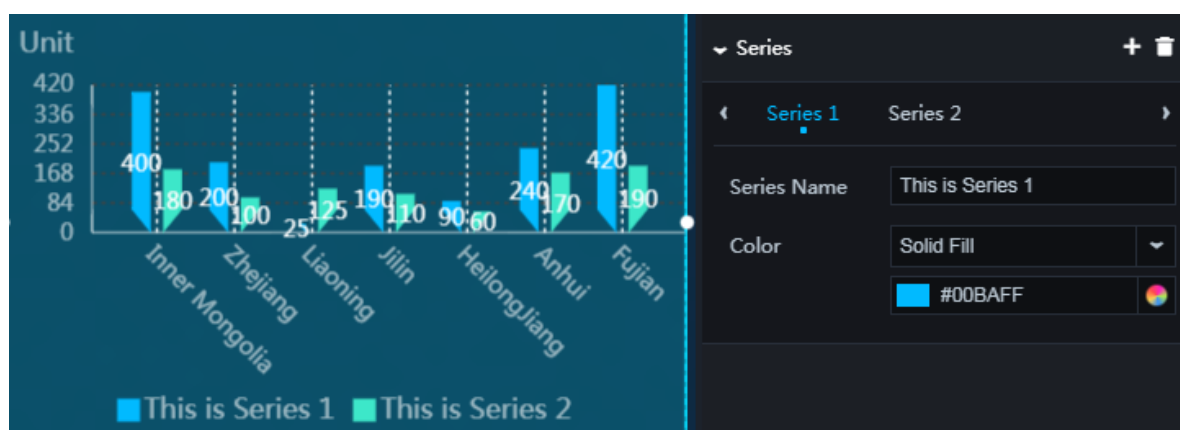 Unit
420
336
252
168
84
0
400
180
200
100
25
125
190
110
90
60
240
170
420
190
Inner Mongolia
Zhejiang
Liaoning
Jilin
HeilongJiang
Anhui
Fujian
This is Series 1
This is Series 2
Series
Series 1
Series 2
Series Name
This is Series 1
Color
Solid Fill
#00BAFF